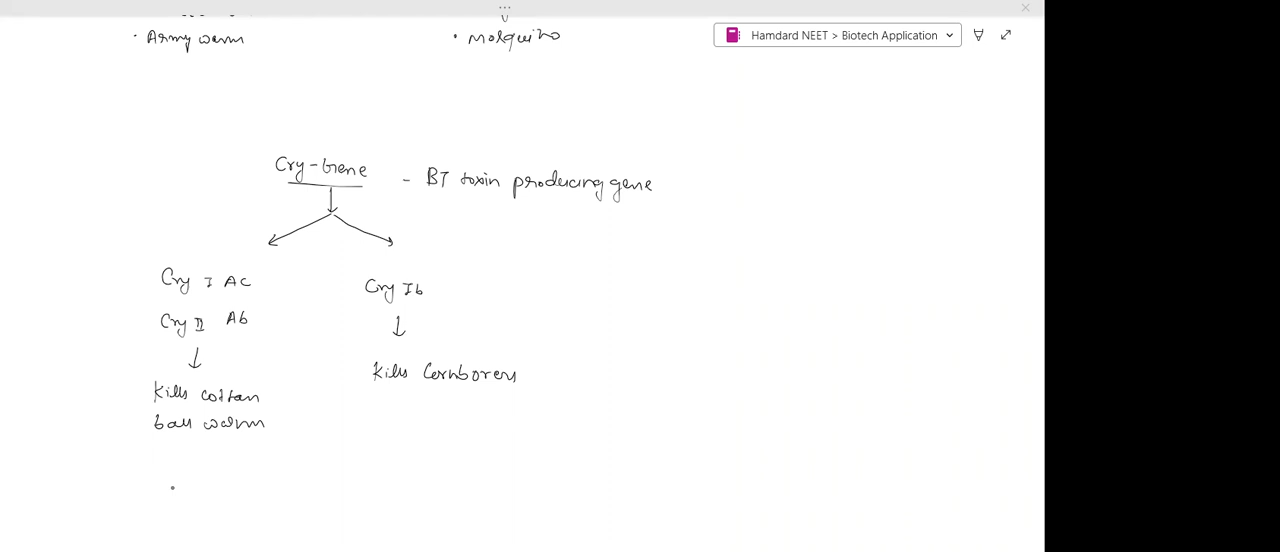 • Army worm
• Mosquito
Hamdard NEET > Biotech Application
Cry-Gene - BT toxin producing gene
Cry I AC
Cry II Ab
Cry Ib
Kills Cornborers
Kills cotton
boll worm